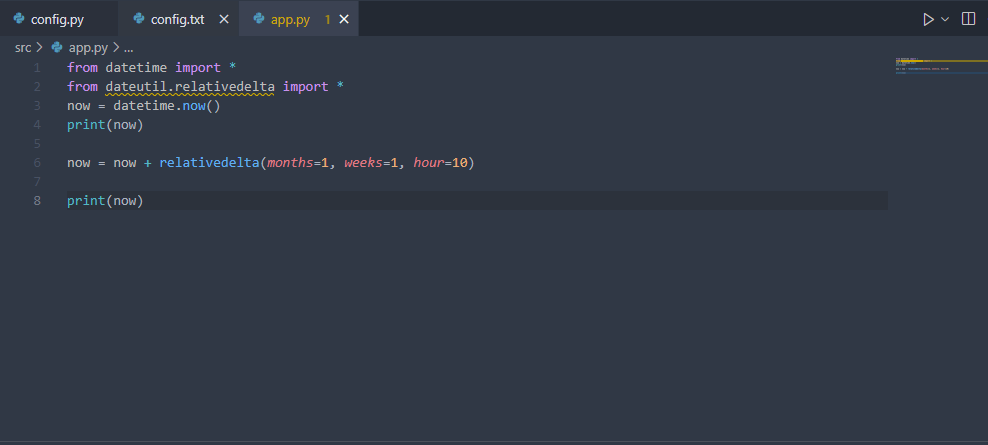 config.py config.txt app.py 1
src app.py ...
1 from datetime import *
2 from dateutil.relativedelta import *
3 now = datetime.now()
4 print(now)
5
6 now = now + relativedelta(months=1, weeks=1, hour=10)
7
8 print(now)